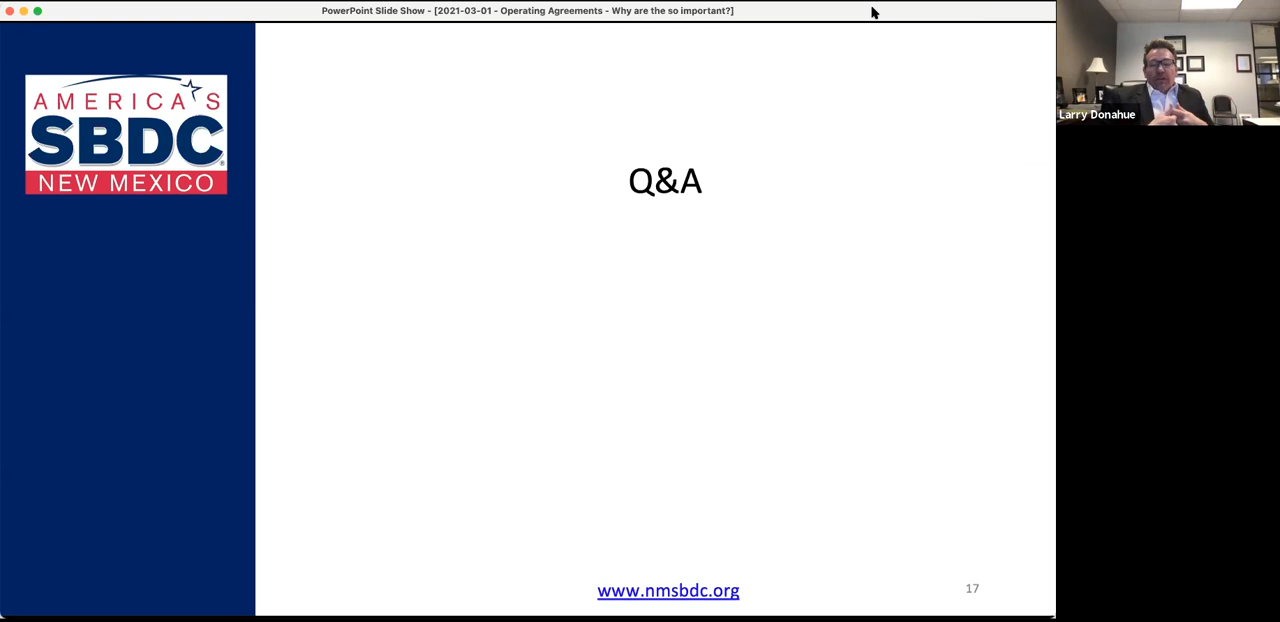 PowerPoint Slide Show - [2021-03-01 - Operating Agreements - Why are the so important?]
AMERICA'S
SBDC®
NEW MEXICO
Q&A
www.nmsbdc.org
17
Larry Donahue